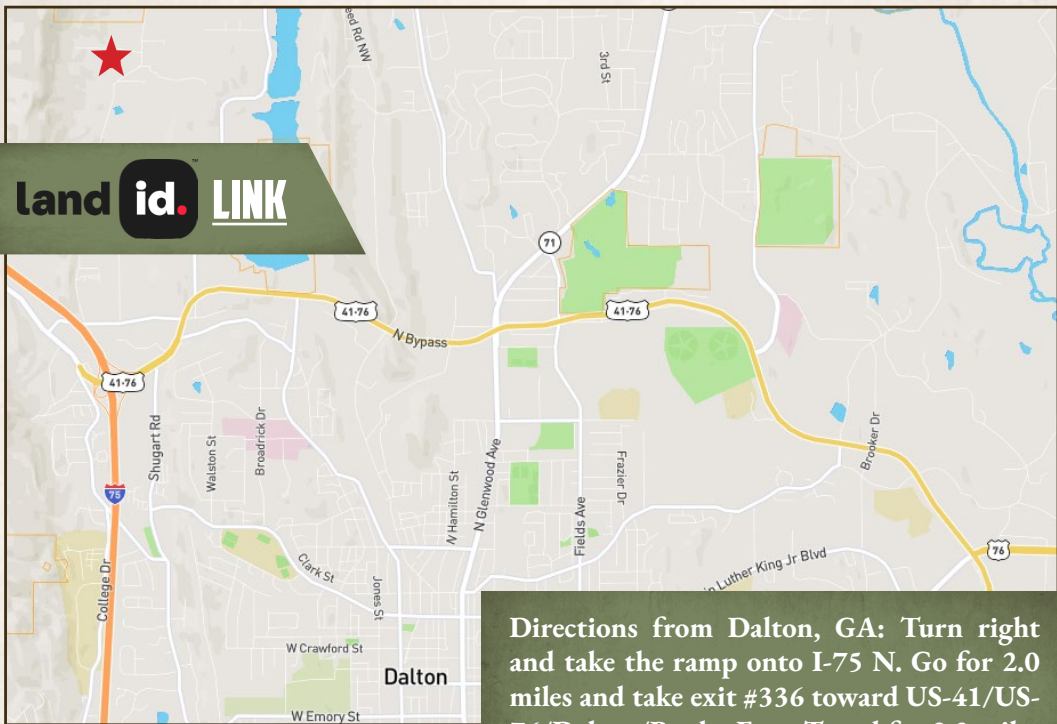 eed Rd NW
3rd St
land id.™ LINK
71
41-76
41-76
N Bypass
41-76
Shugart Rd
Walston St
Broadrick Dr
Brooker Dr
75
N Hamilton St
N Glenwood Ave
Frazier Dr
Fields Ave
76
College Dr
Clark St
Jones St
n Luther King Jr Blvd
W Crawford St
Dalton
W Emory St
Directions from Dalton, GA: Turn right
and take the ramp onto I-75 N. Go for 2.0
miles and take exit #336 toward US-41/US-